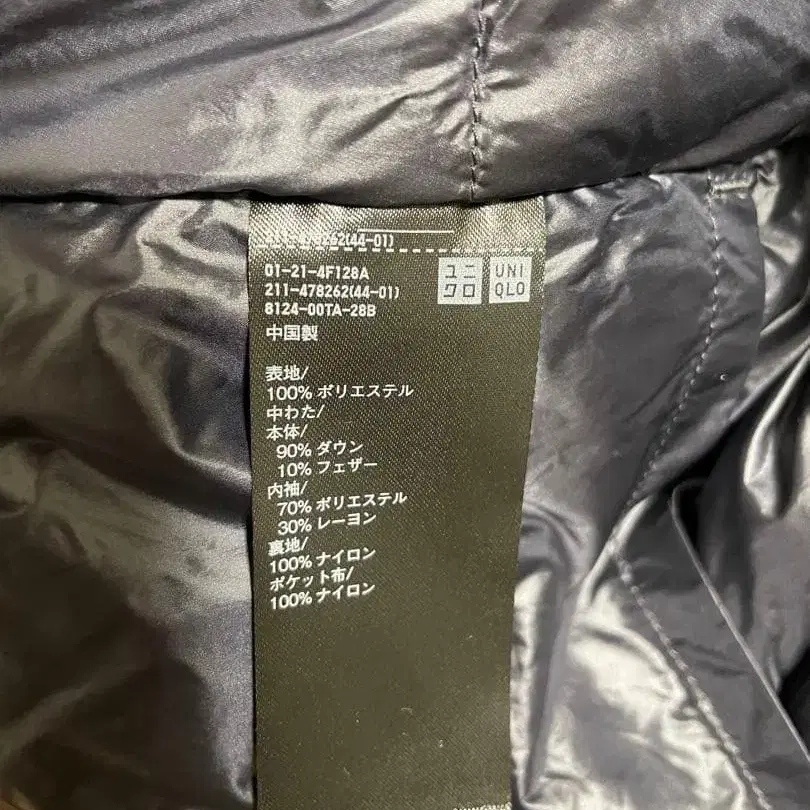 478262(44-01)
01-21-4F128A
211-478262(44-01)
8124-00TA-28B
中国製
ユニ
クロ
UNI
QLO
表地/
100% ポリエステル
中わた/
本体/
90% ダウン
10% フェザー
内袖/
70% ポリエステル
30% レーヨン
裏地/
100% ナイロン
ポケット布/
100% ナイロン